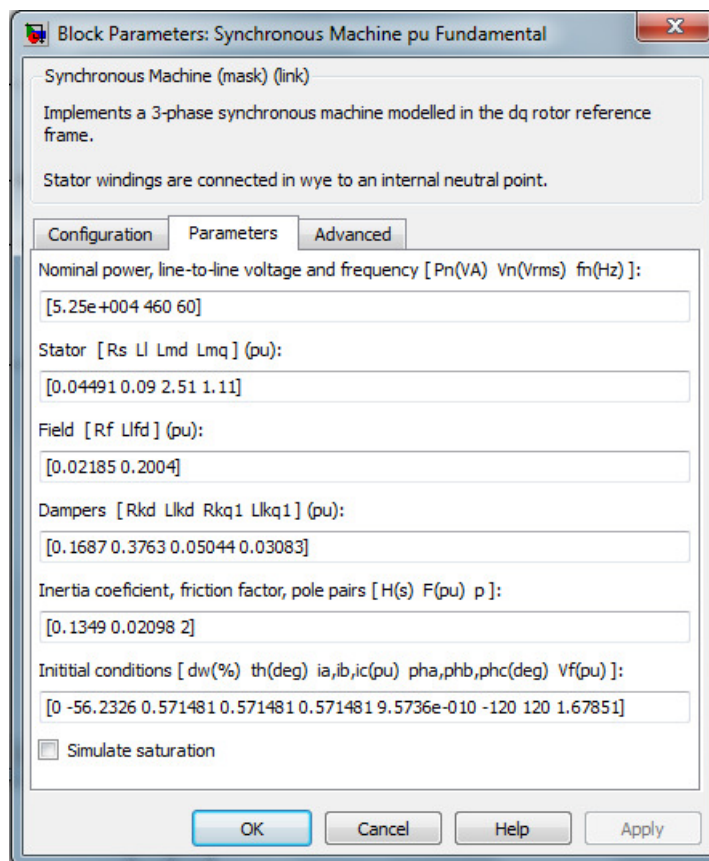 Block Parameters: Synchronous Machine pu Fundamental
Synchronous Machine (mask) (link)
Implements a 3-phase synchronous machine modelled in the dq rotor reference
frame.
Stator windings are connected in wye to an internal neutral point.
Configuration Parameters Advanced
Nominal power, line-to-line voltage and frequency [ Pn(VA) Vn(Vrms) fn(Hz) ]:
[5.25e+004 460 60]
Stator [ Rs Ll Lmd Lmq ] (pu):
[0.04491 0.09 2.51 1.11]
Field [ Rf Llfd ] (pu):
[0.02185 0.2004]
Dampers [ Rkd Llkd Rkq1 Llkq1 ] (pu):
[0.1687 0.3763 0.05044 0.03083]
Inertia coeficient, friction factor, pole pairs [ H(s) F(pu) p ]:
[0.1349 0.02098 2]
Inititial conditions [ dw(%) th(deg) ia,ib,ic(pu) pha,phb,phc(deg) Vf(pu) ]:
[0 -56.2326 0.571481 0.571481 0.571481 9.5736e-010 -120 120 1.67851]
Simulate saturation
OK Cancel Help Apply